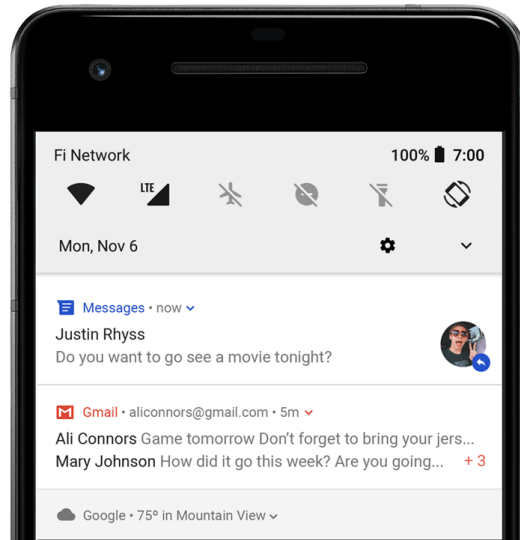 Fi Network 100% 7:00
LTE
Mon, Nov 6
Messages • now
Justin Rhyss
Do you want to go see a movie tonight?
Gmail • aliconnors@gmail.com • 5m
Ali Connors Game tomorrow Don't forget to bring your jers...
Mary Johnson How did it go this week? Are you going... + 3
Google • 75º in Mountain View